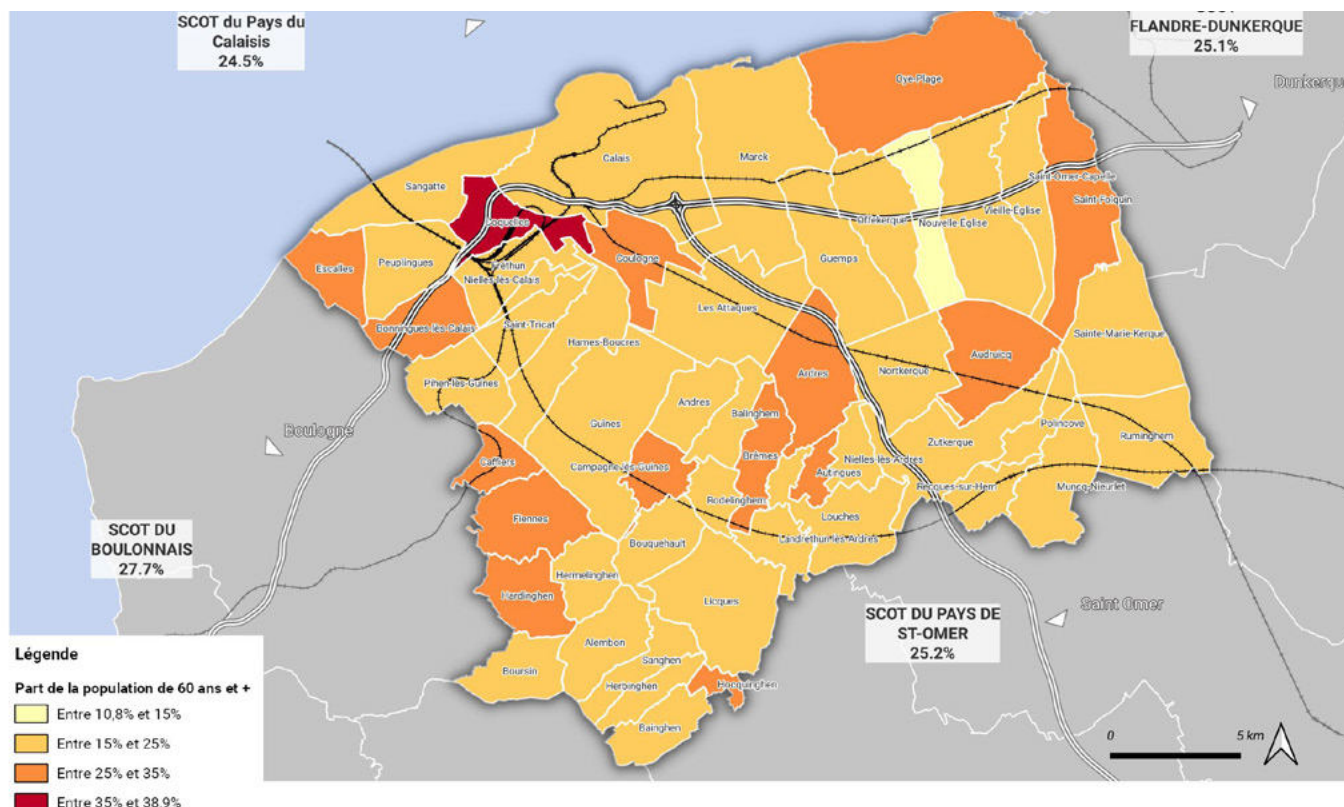 SCOT du Pays du
Calaisis
24.5%
FLANDRE-DUNKERQUE
25.1%
Dunkerqu
Oye-Plage
Calais
Marck
Sangatte
Saint-Omer-Capelle
Saint-Folquin
Coquelles
Offekerque
Nouvelle-Église
Vieille-Église
Escalles
Peuplingues
Fréthun
Nielles-lès-Calais
Coulogne
Guemps
Bonningues-lès-Calais
Saint-Tricat
Les Attaques
Hames-Boucres
Sainte-Marie-Kerque
Audruicq
Nortkerque
Ardres
Pihen-lès-Guînes
Andres
Balinghem
Guînes
Polincove
Zutkerque
Ruminghem
Boulogne
Caffiers
Campagne-lès-Guines
Brêmes
Autingues
Nielles-lès-Ardres
Recques-sur-Hem
Muncq-Nieurlet
Rodelinghem
Fiennes
Louches
SCOT DU
BOULONNAIS
27.7%
Bouquehault
Landrethun-lès-Ardres
Hermelinghen
Hardinghen
Licques
SCOT DU PAYS DE
ST-OMER
25.2%
Saint Omer
Alembon
Sanghen
Boursin
Herbinghen
Hocquinghen
Bainghen
Légende
Part de la population de 60 ans et +
Entre 10,8% et 15%
Entre 15% et 25%
Entre 25% et 35%
Entre 35% et 38.9%
0 5 km